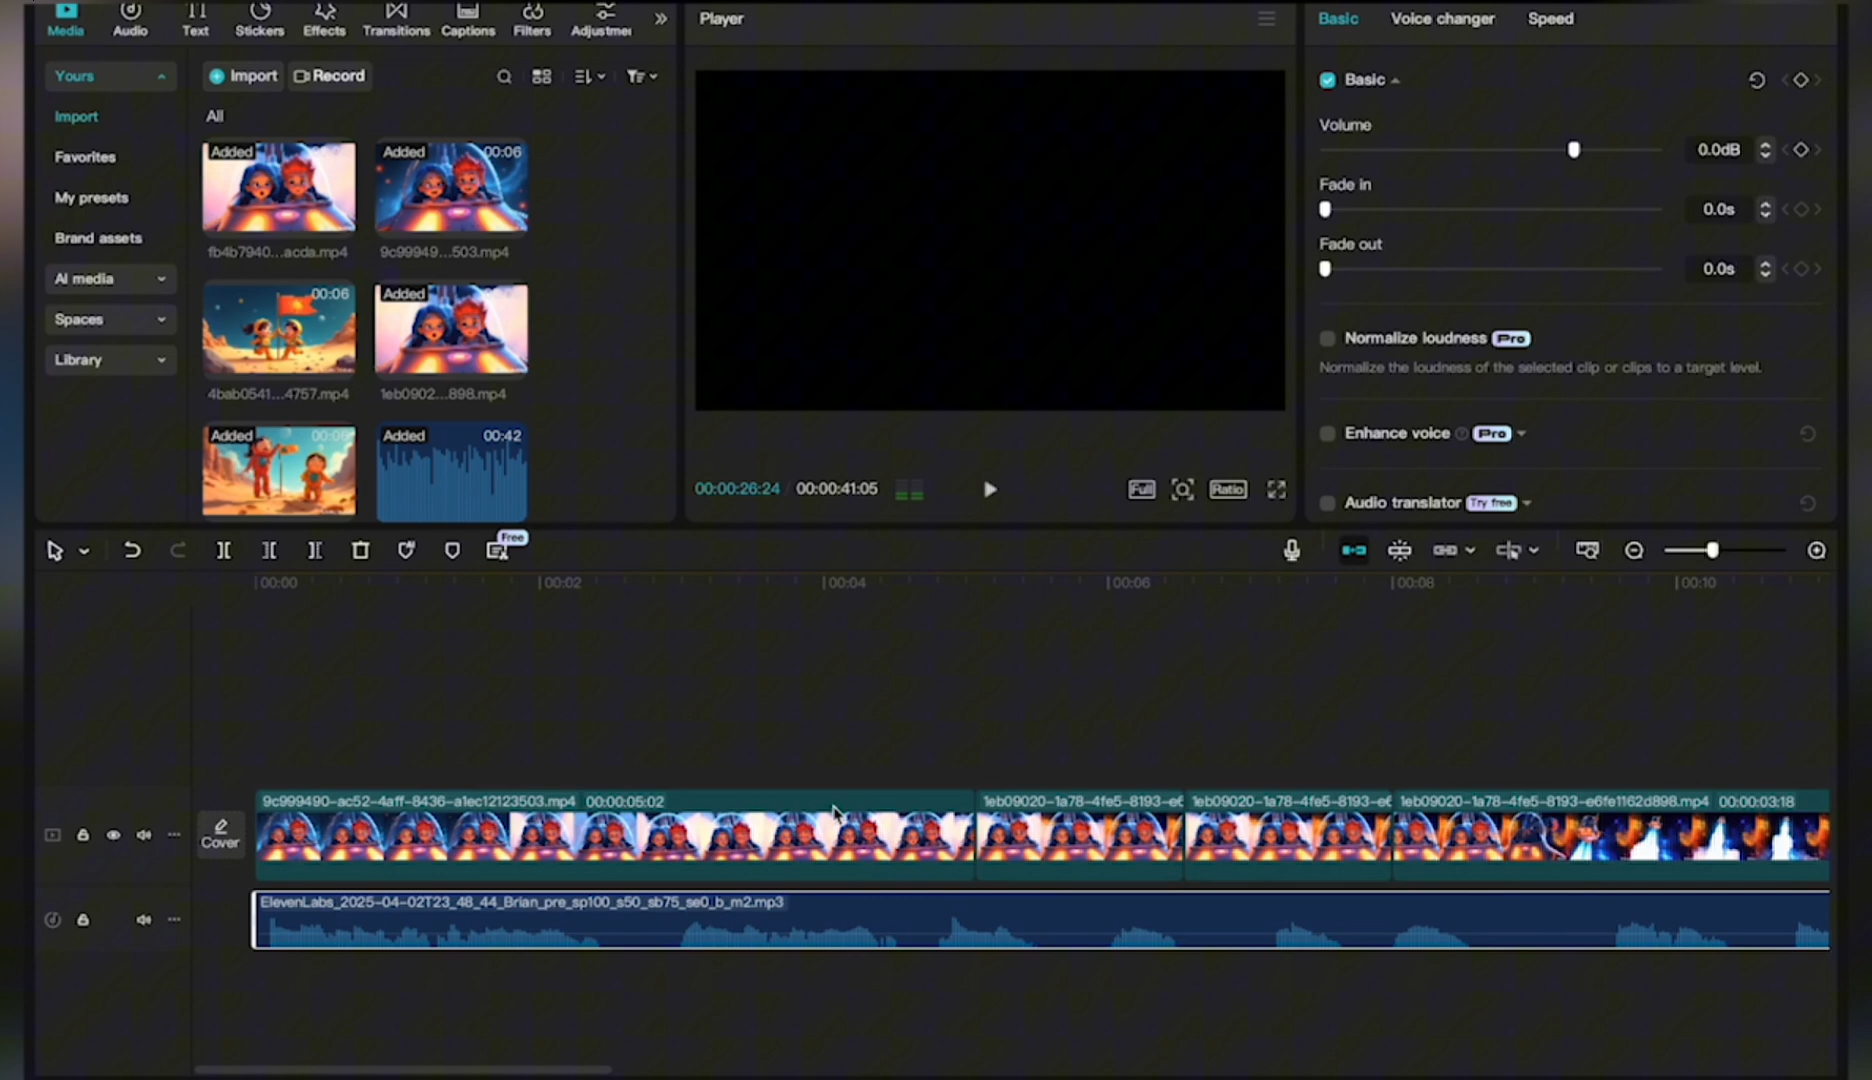 Media
Audio
Text
Stickers
Effects
Transitions
Captions
Filters
Adjustmer
Player
Basic
Voice changer
Speed
Yours
Import
Favorites
My presets
Brand assets
AI media
Spaces
Library
Import
Record
All
Added
fb4b7940...acda.mp4
Added 00:06
9c99949...503.mp4
00:06
4bab0541...4757.mp4
Added
1eb0902...898.mp4
Added 00:06
Added 00:42
00:00:26:24 / 00:00:41:05
Full
Ratio
Basic
Volume
0.0dB
Fade in
0.0s
Fade out
0.0s
Normalize loudness Pro
Normalize the loudness of the selected clip or clips to a target level.
Enhance voice Pro
Audio translator Try free
Free
00:00
00:02
00:04
00:06
00:08
00:10
Cover
9c999490-ac52-4aff-8436-a1ec12123503.mp4 00:00:05:02
1eb09020-1a78-4fe5-8193-e6
1eb09020-1a78-4fe5-8193-e6
1eb09020-1a78-4fe5-8193-e6fe1162d898.mp4 00:00:03:18
ElevenLabs_2025-04-02T23_48_44_Brian_pre_sp100_s50_sb75_se0_b_m2.mp3